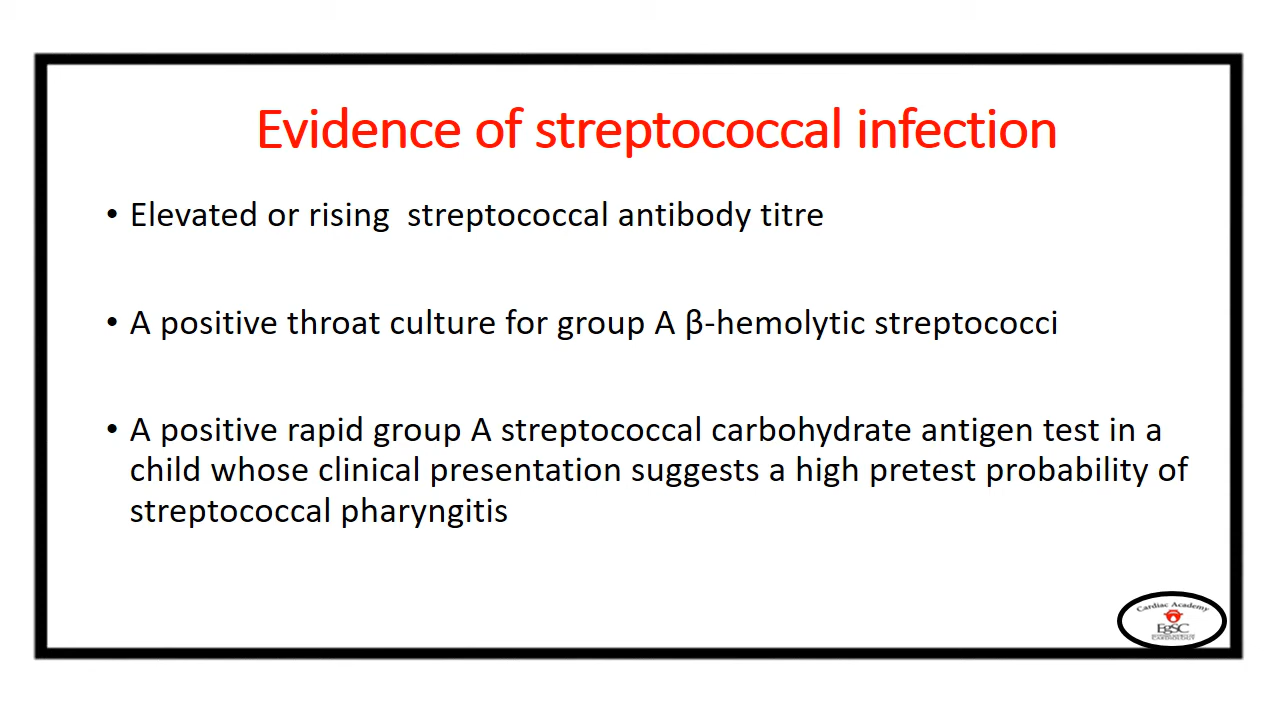 Evidence of streptococcal infection
• Elevated or rising  streptococcal antibody titre
• A positive throat culture for group A β-hemolytic streptococci
• A positive rapid group A streptococcal carbohydrate antigen test in a
child whose clinical presentation suggests a high pretest probability of
streptococcal pharyngitis
Cardiac Academy
EgSC
CARDIOLOGY